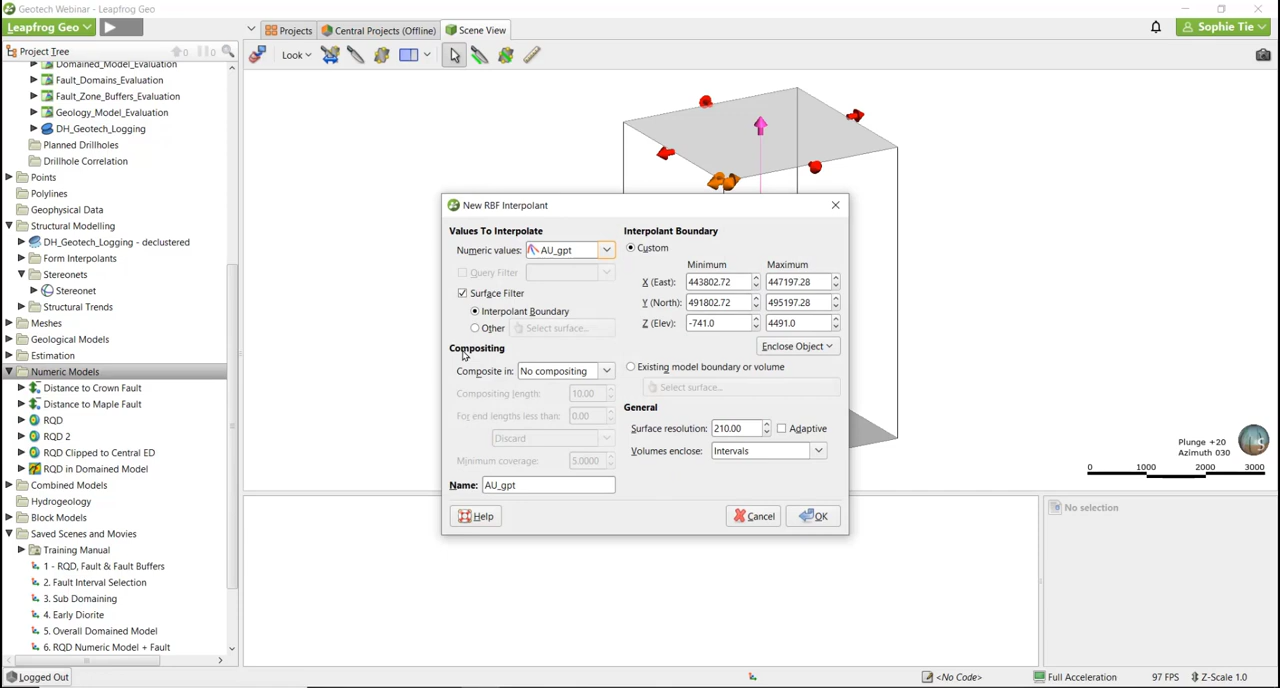 Geotech Webinar — Leapfrog Geo
Leapfrog Geo
Projects
Central Projects (Offline)
Scene View
Sophie Tie
Project Tree
0
0
Look
Domained_Model_Evaluation
Fault_Domains_Evaluation
Fault_Zone_Buffers_Evaluation
Geology_Model_Evaluation
DH_Geotech_Logging
Planned Drillholes
Drillhole Correlation
Points
Polylines
Geophysical Data
Structural Modelling
DH_Geotech_Logging - declustered
Form Interpolants
Stereonets
Stereonet
Structural Trends
Meshes
Geological Models
Estimation
Numeric Models
Distance to Crown Fault
Distance to Maple Fault
RQD
RQD 2
RQD Clipped to Central ED
RQD in Domained Model
Combined Models
Hydrogeology
Block Models
Saved Scenes and Movies
Training Manual
1 - RQD, Fault & Fault Buffers
2. Fault Interval Selection
3. Sub Domaining
4. Early Diorite
5. Overall Domained Model
6. RQD Numeric Model + Fault
New RBF Interpolant
Values To Interpolate
Numeric values: AU_gpt
Query Filter
Surface Filter
Interpolant Boundary
Other Select surface...
Compositing
Composite in: No compositing
Compositing length: 10.00
For end lengths less than: 0.00
Discard
Minimum coverage: 5.0000
Name: AU_gpt
Interpolant Boundary
Custom
Minimum Maximum
X (East): 443802.72 447197.28
Y (North): 491802.72 495197.28
Z (Elev): -741.0 4491.0
Enclose Object
Existing model boundary or volume
Select surface...
General
Surface resolution: 210.00 Adaptive
Volumes enclose: Intervals
Help
Cancel
OK
Plunge +20
Azimuth 030
0 1000 2000 3000
No selection
Logged Out
<No Code>
Full Acceleration
97 FPS
Z-Scale 1.0